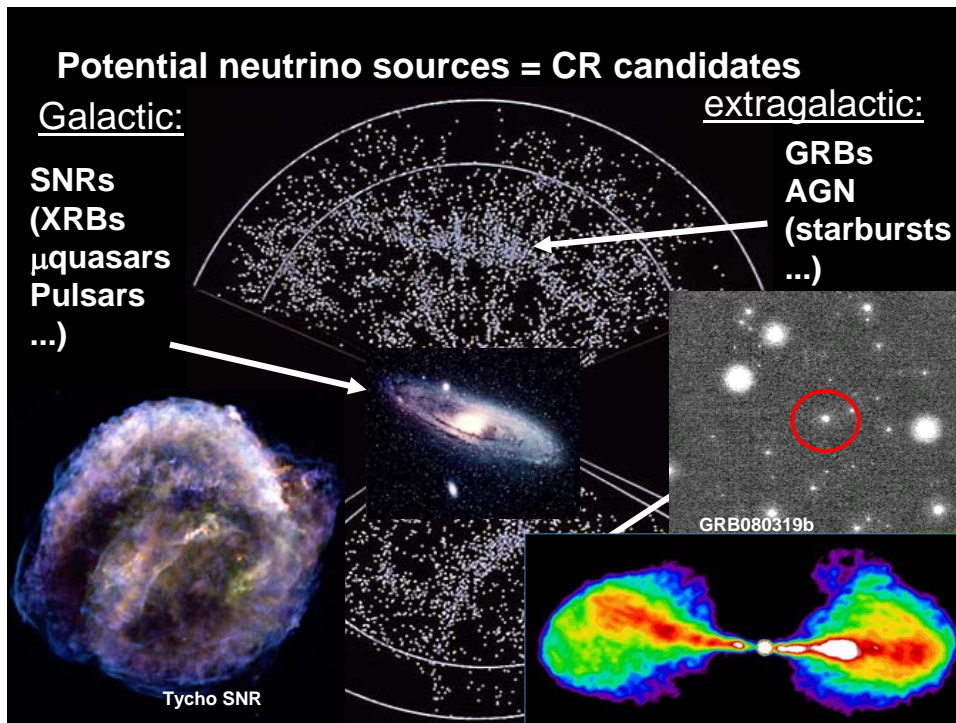 Potential neutrino sources = CR candidates
Galactic:
SNRs
(XRBs
μquasars
Pulsars
...)
extragalactic:
GRBs
AGN
(starbursts
...)
GRB080319b
Tycho SNR